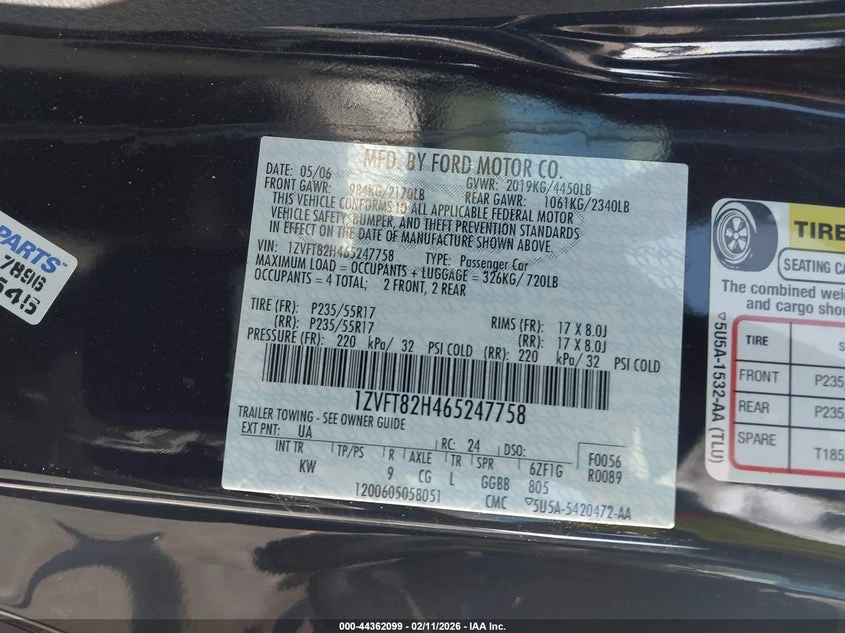 MFD. BY FORD MOTOR CO.
DATE: 05/06 GVWR: 2019KG/4450LB
FRONT GAWR: 984KG/2170LB REAR GAWR: 1061KG/2340LB
THIS VEHICLE CONFORMS TO ALL APPLICABLE FEDERAL MOTOR
VEHICLE SAFETY, BUMPER, AND THEFT PREVENTION STANDARDS
IN EFFECT ON THE DATE OF MANUFACTURE SHOWN ABOVE.
VIN: 1ZVFT82H465247758 TYPE: Passenger Car
MAXIMUM LOAD = OCCUPANTS + LUGGAGE = 326KG/720LB
OCCUPANTS = 4 TOTAL; 2 FRONT, 2 REAR
TIRE (FR): P235/55R17 RIMS (FR): 17 X 8.0J
(RR): P235/55R17 (RR): 17 X 8.0J
PRESSURE (FR): 220 kPa/ 32 PSI COLD (RR): 220 kPa/ 32 PSI COLD
1ZVFT82H465247758
TRAILER TOWING - SEE OWNER GUIDE
EXT PNT: UA RC: 24 DSO: F0056
INT TR TP/PS R AXLE TR SPR 6ZF1G R0089
KW 9 CG L GGBB 805
1200605058051 CMC ▽5U5A-5420472-AA
PARTS
78916
545
TIRE
SEATING CA
The combined wei
and cargo shou
TIRE S
FRONT P235
REAR P235
SPARE T185
▽5U5A-1532-AA (TLU)
000-44362099 - 02/11/2026 - IAA Inc.